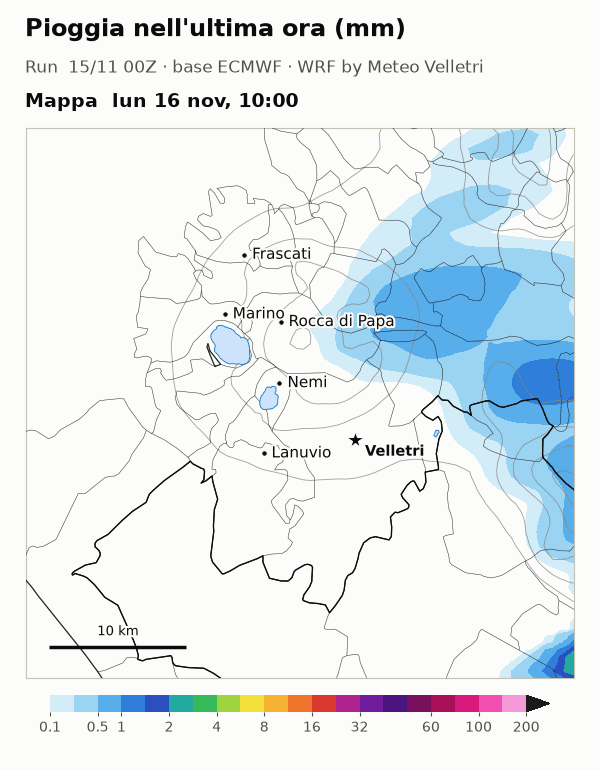 Pioggia nell'ultima ora (mm)
Run  15/11 00Z · base ECMWF · WRF by Meteo Velletri
Mappa  lun 16 nov, 10:00
Frascati
Marino
Rocca di Papa
Nemi
Lanuvio
Velletri
10 km
0.1 0.5 1 2 4 8 16 32 60 100 200